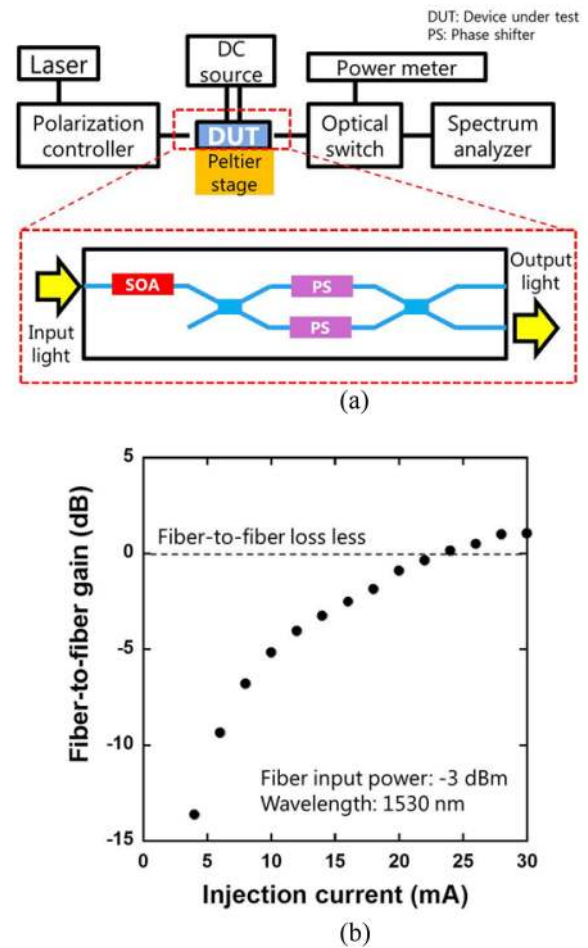 DUT: Device under test
PS: Phase shifter
Laser
DC
source
Power meter
Polarization
controller
DUT
Optical
switch
Spectrum
analyzer
Peltier
stage
Output
light
SOA
PS
PS
Input
light
(a)
5
Fiber-to-fiber loss less
0
Fiber-to-fiber gain (dB)
-5
-10
Fiber input power: -3 dBm
Wavelength: 1530 nm
-15
0
5
10
15
20
25
30
Injection current (mA)
(b)